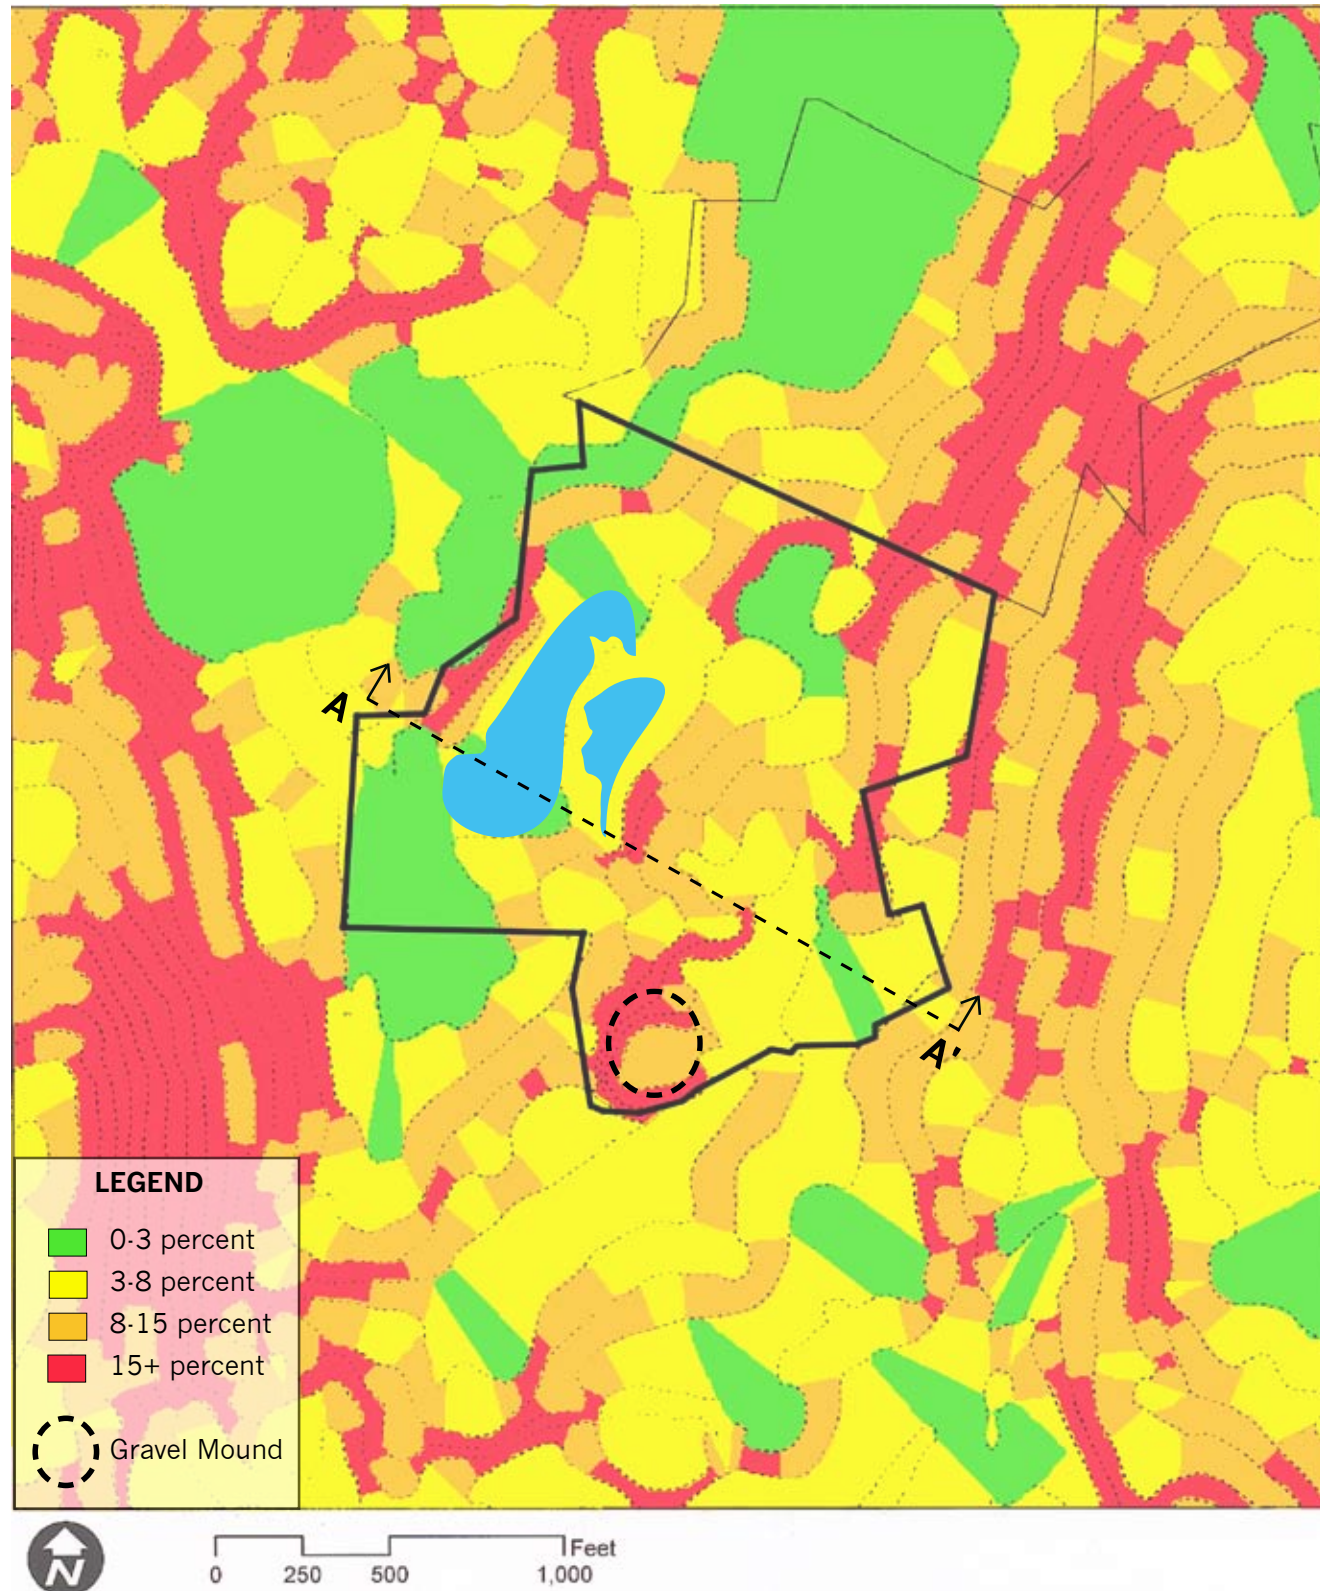 A
A'
LEGEND
0-3 percent
3-8 percent
8-15 percent
15+ percent
Gravel Mound
N
Feet
0 250 500 1,000